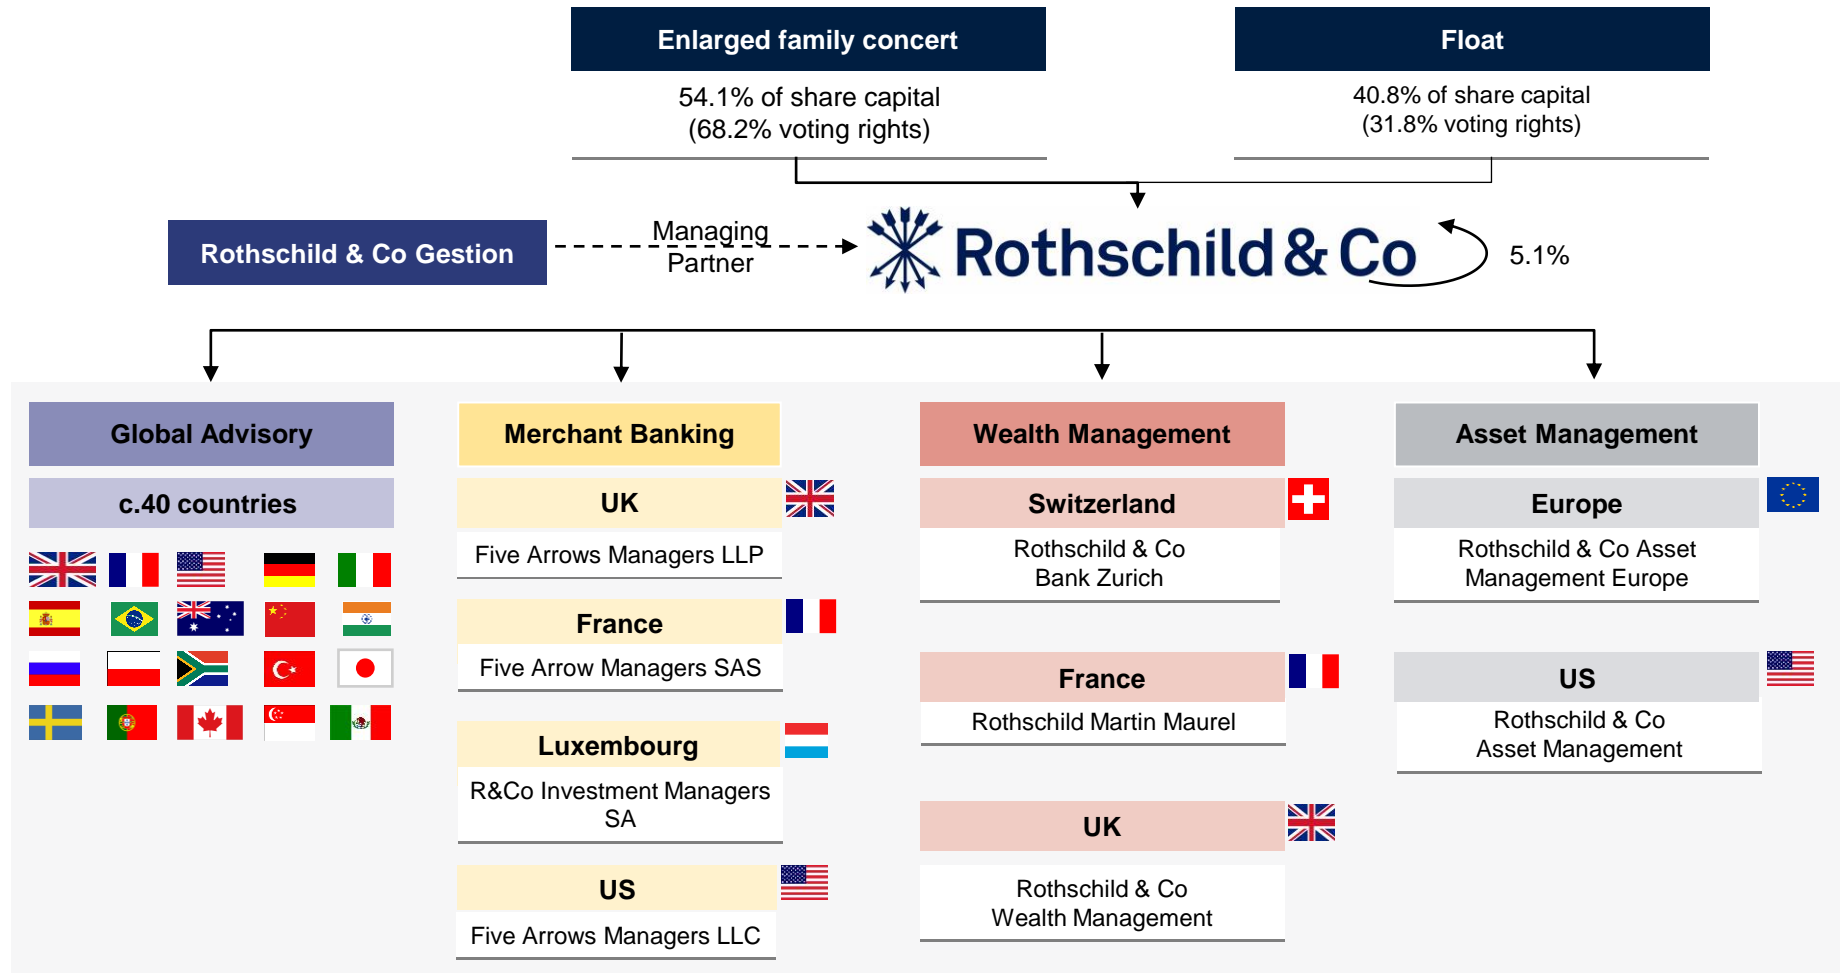 Enlarged family concert
Float
54.1% of share capital
(68.2% voting rights)
40.8% of share capital
(31.8% voting rights)
Rothschild & Co Gestion
Managing
Partner
Rothschild & Co
5.1%
Global Advisory
c.40 countries
Merchant Banking
UK
Five Arrows Managers LLP
France
Five Arrow Managers SAS
Luxembourg
R&Co Investment Managers
SA
US
Five Arrows Managers LLC
Wealth Management
Switzerland
Rothschild & Co
Bank Zurich
France
Rothschild Martin Maurel
UK
Rothschild & Co
Wealth Management
Asset Management
Europe
Rothschild & Co Asset
Management Europe
US
Rothschild & Co
Asset Management